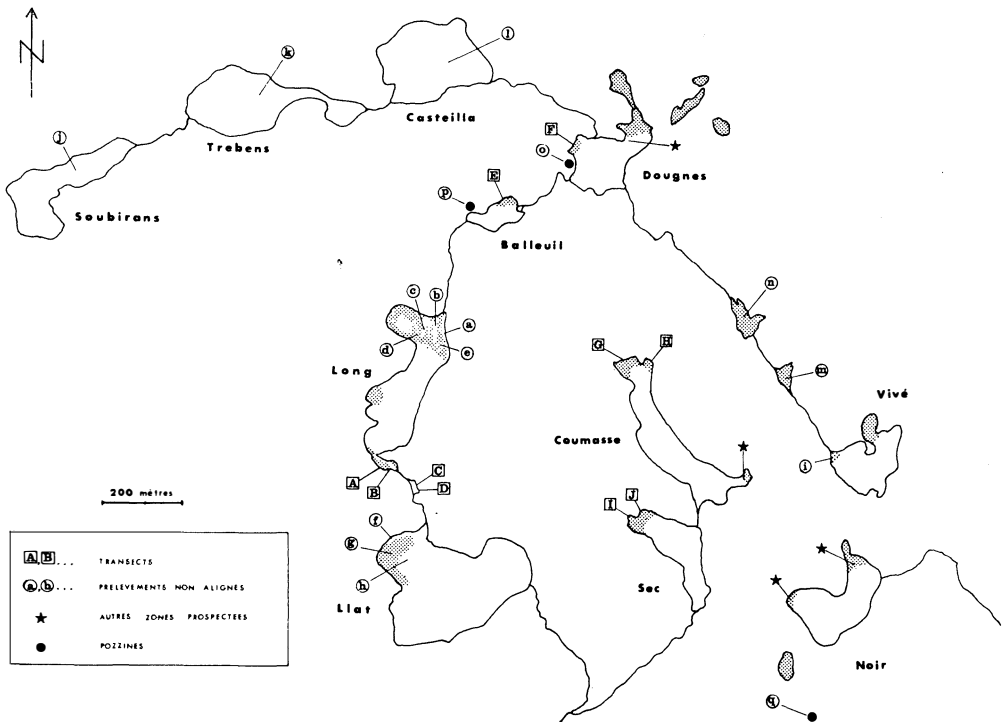 N
l
k
Casteilla
Trebens
F
j
o
Dougnes
p
E
Soubirans
Balleuil
n
c
b
a
d
e
G
H
m
Long
Vivé
Coumasse
i
A
B
C
D
200 mètres
I
J
f
g
h
A,B... TRANSECTS
a,b... PRELEVEMENTS NON ALIGNES
AUTRES ZONES PROSPECTEES
POZZINES
Llat
Sec
Noir
q